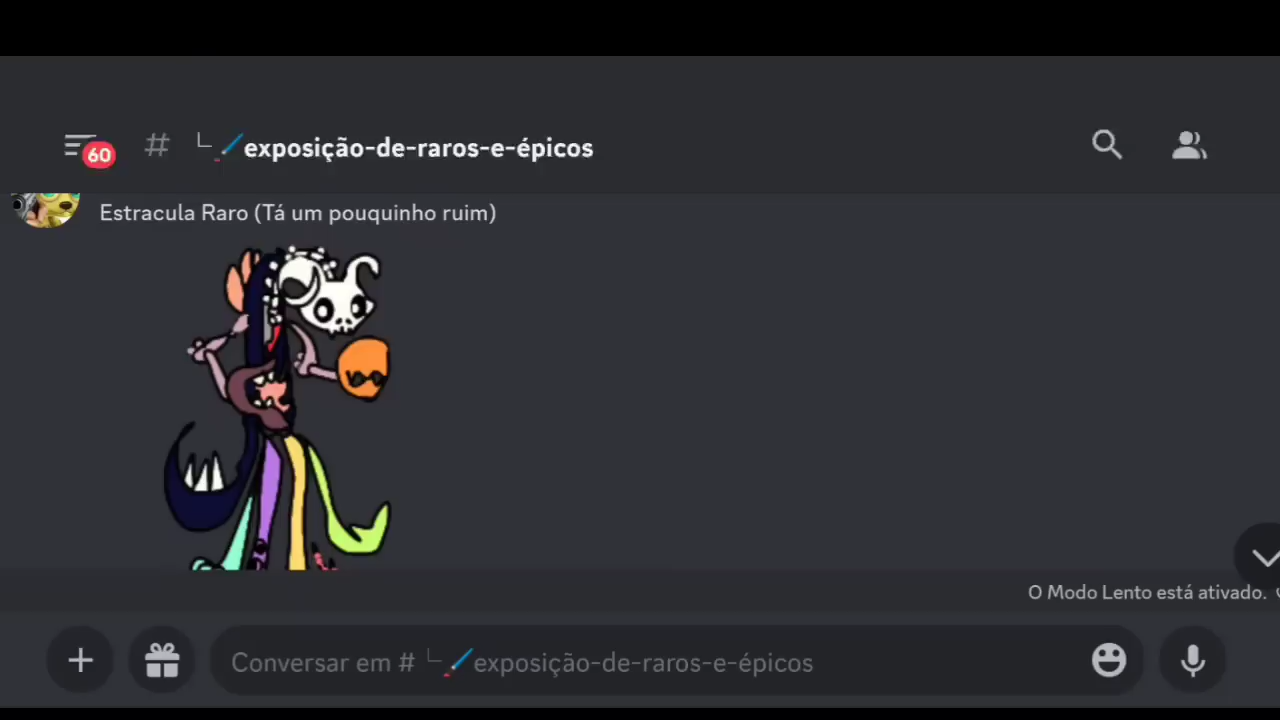 60
# exposição-de-raros-e-épicos
Estracula Raro (Tá um pouquinho ruim)
O Modo Lento está ativado.
Conversar em # exposição-de-raros-e-épicos